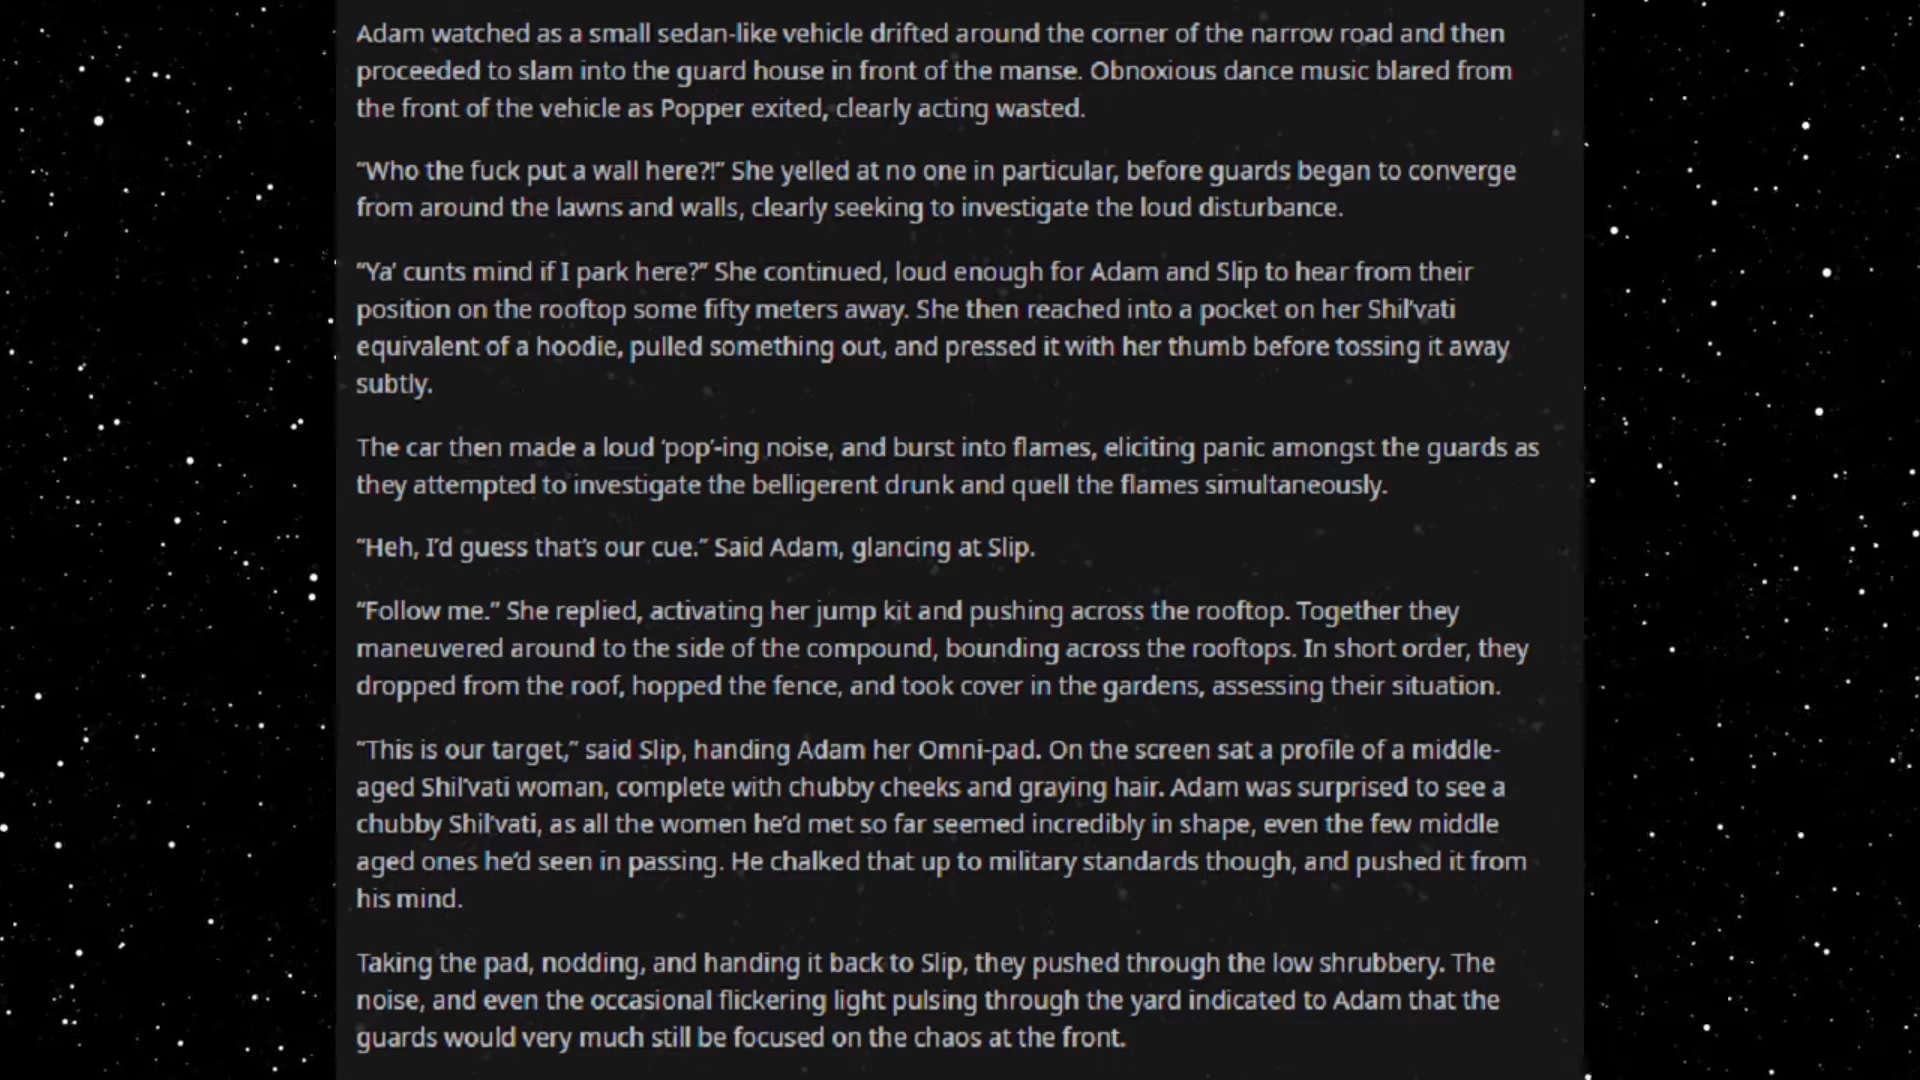 Adam watched as a small sedan-like vehicle drifted around the corner of the narrow road and then
proceeded to slam into the guard house in front of the manse. Obnoxious dance music blared from
the front of the vehicle as Popper exited, clearly acting wasted.
“Who the fuck put a wall here?!” She yelled at no one in particular, before guards began to converge
from around the lawns and walls, clearly seeking to investigate the loud disturbance.
“Ya’ cunts mind if I park here?” She continued, loud enough for Adam and Slip to hear from their
position on the rooftop some fifty meters away. She then reached into a pocket on her Shil’vati
equivalent of a hoodie, pulled something out, and pressed it with her thumb before tossing it away
subtly.
The car then made a loud ‘pop’-ing noise, and burst into flames, eliciting panic amongst the guards as
they attempted to investigate the belligerent drunk and quell the flames simultaneously.
“Heh, I’d guess that’s our cue.” Said Adam, glancing at Slip.
“Follow me.” She replied, activating her jump kit and pushing across the rooftop. Together they
maneuvered around to the side of the compound, bounding across the rooftops. In short order, they
dropped from the roof, hopped the fence, and took cover in the gardens, assessing their situation.
“This is our target,” said Slip, handing Adam her Omni-pad. On the screen sat a profile of a middle-
aged Shil’vati woman, complete with chubby cheeks and graying hair. Adam was surprised to see a
chubby Shil’vati, as all the women he’d met so far seemed incredibly in shape, even the few middle
aged ones he’d seen in passing. He chalked that up to military standards though, and pushed it from
his mind.
Taking the pad, nodding, and handing it back to Slip, they pushed through the low shrubbery. The
noise, and even the occasional flickering light pulsing through the yard indicated to Adam that the
guards would very much still be focused on the chaos at the front.